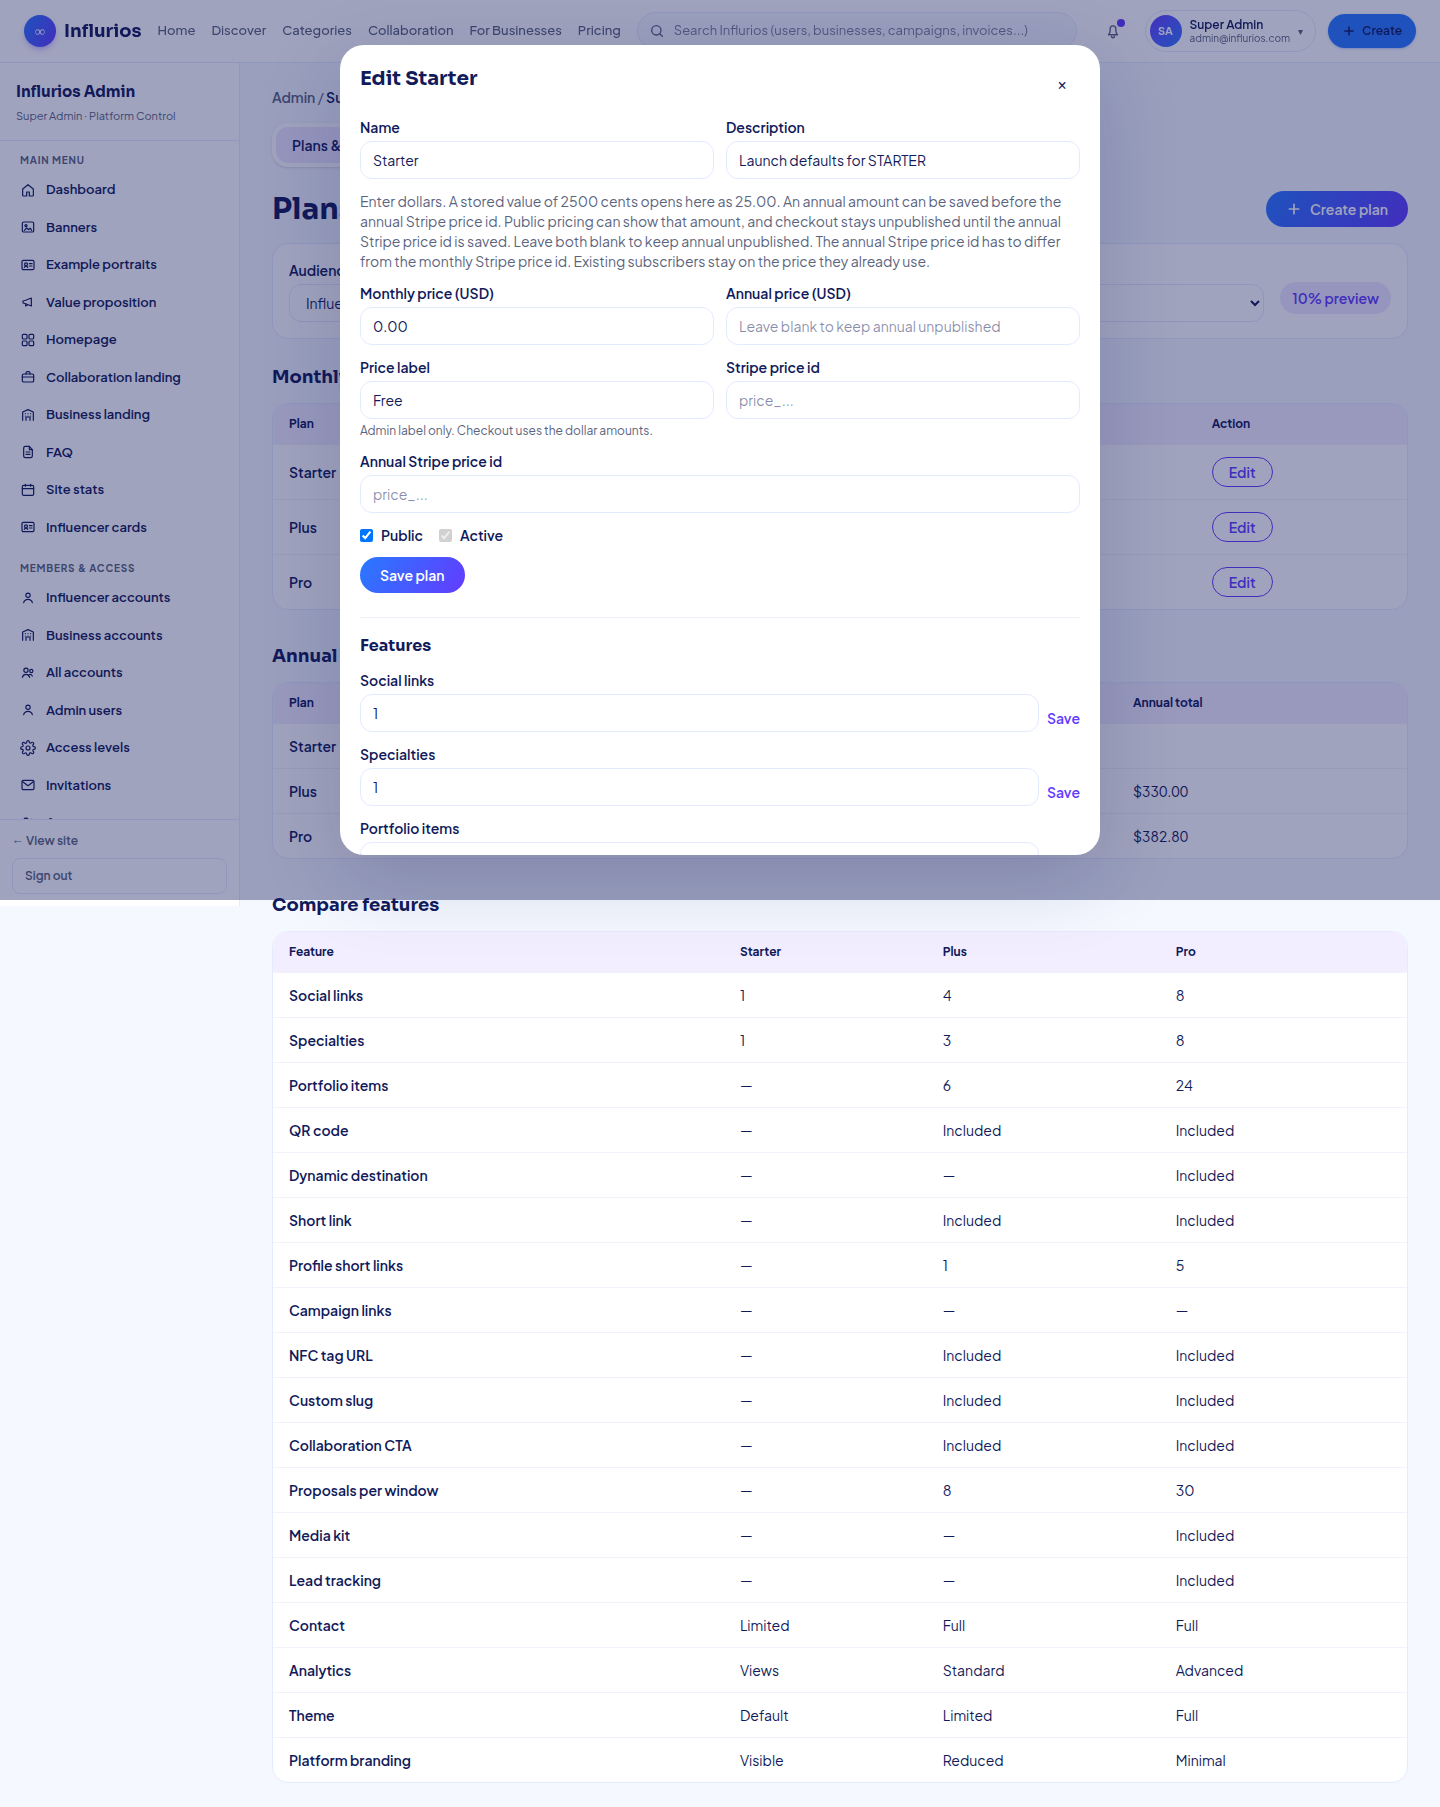 ∞ Influrios Home Discover Categories Collaboration For Businesses Pricing Search Influrios (users, businesses, campaigns, invoices...) SA Super Admin ▾ + Create
admin@influrios.com
Influrios Admin
Super Admin · Platform Control
MAIN MENU
Dashboard
Banners
Example portraits
Value proposition
Homepage
Collaboration landing
Business landing
FAQ
Site stats
Influencer cards
MEMBERS & ACCESS
Influencer accounts
Business accounts
All accounts
Admin users
Access levels
Invitations
← View site
Sign out
Admin / Su
Plans &
Plan
+ Create plan
Audienc
Influe
10% preview
Monthl
Plan Action
Starter Edit
Plus Edit
Pro Edit
Annual
Plan Annual total
Starter
Plus $330.00
Pro $382.80
Edit Starter
×
Name Description
Starter Launch defaults for STARTER
Enter dollars. A stored value of 2500 cents opens here as 25.00. An annual amount can be saved before the
annual Stripe price id. Public pricing can show that amount, and checkout stays unpublished until the annual
Stripe price id is saved. Leave both blank to keep annual unpublished. The annual Stripe price id has to differ
from the monthly Stripe price id. Existing subscribers stay on the price they already use.
Monthly price (USD) Annual price (USD)
0.00 Leave blank to keep annual unpublished
Price label Stripe price id
Free price_...
Admin label only. Checkout uses the dollar amounts.
Annual Stripe price id
price_...
Public Active
Save plan
Features
Social links
1 Save
Specialties
1 Save
Portfolio items
Compare features
Feature Starter Plus Pro
Social links 1 4 8
Specialties 1 3 8
Portfolio items — 6 24
QR code — Included Included
Dynamic destination — — Included
Short link — Included Included
Profile short links — 1 5
Campaign links — — —
NFC tag URL — Included Included
Custom slug — Included Included
Collaboration CTA — Included Included
Proposals per window — 8 30
Media kit — — Included
Lead tracking — — Included
Contact Limited Full Full
Analytics Views Standard Advanced
Theme Default Limited Full
Platform branding Visible Reduced Minimal